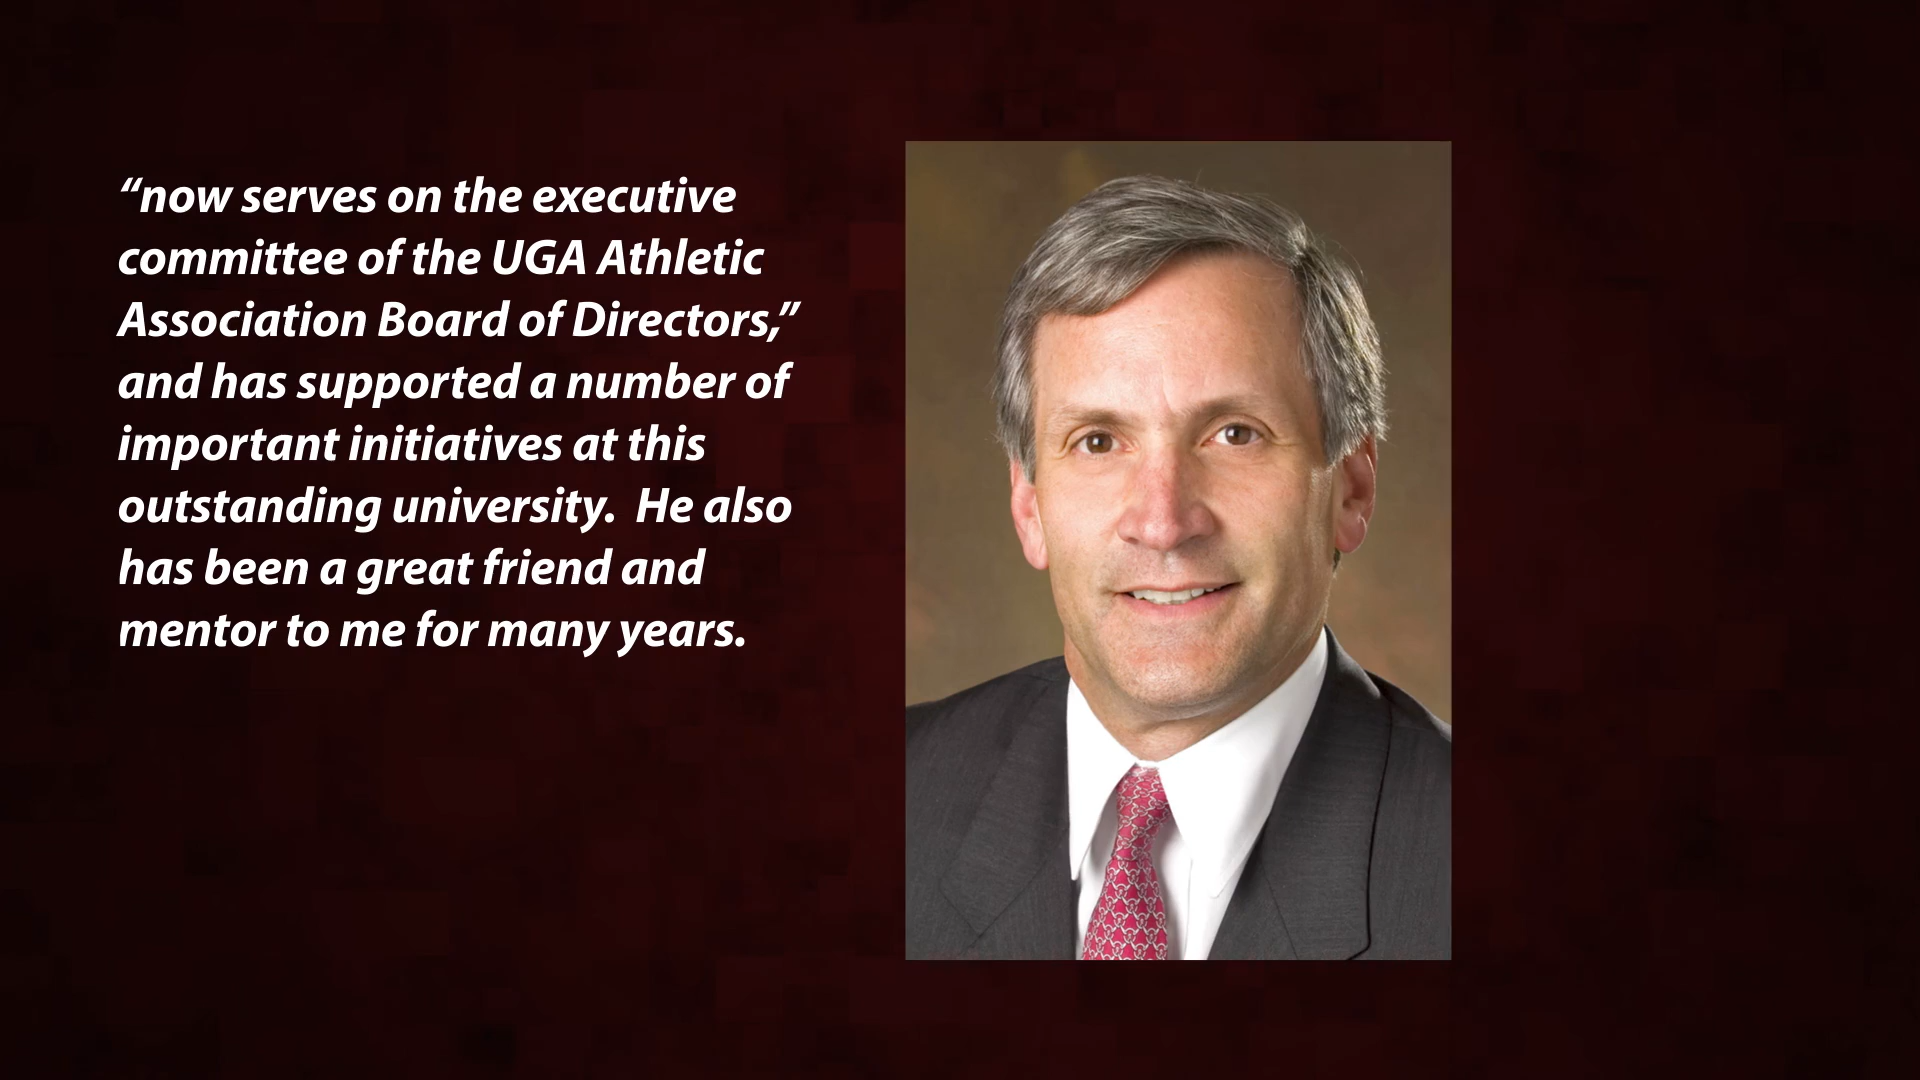 “now serves on the executive
committee of the UGA Athletic
Association Board of Directors,”
and has supported a number of
important initiatives at this
outstanding university.  He also
has been a great friend and
mentor to me for many years.